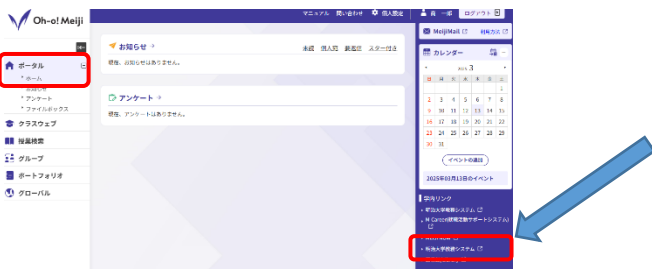 Oh-o! Meiji
マニュアル 問い合わせ 個人設定
ログアウト
ポータル
ホーム
お知らせ
アンケート
ファイルボックス
クラスウェブ
授業検索
グループ
ポートフォリオ
グローバル
お知らせ
未読 個人宛 重要 スター付き
現在、お知らせはありません。
アンケート
現在、アンケートはありません。
MeijiMail 利用方法
カレンダー
2025 3
日 月 火 水 木 金 土
1
2 3 4 5 6 7 8
9 10 11 12 13 14 15
16 17 18 19 20 21 22
23 24 25 26 27 28 29
30 31
イベントの追加
2025年03月13日のイベント
学内リンク
M Career(就職活動サポートシステム)
明治大学教務システム